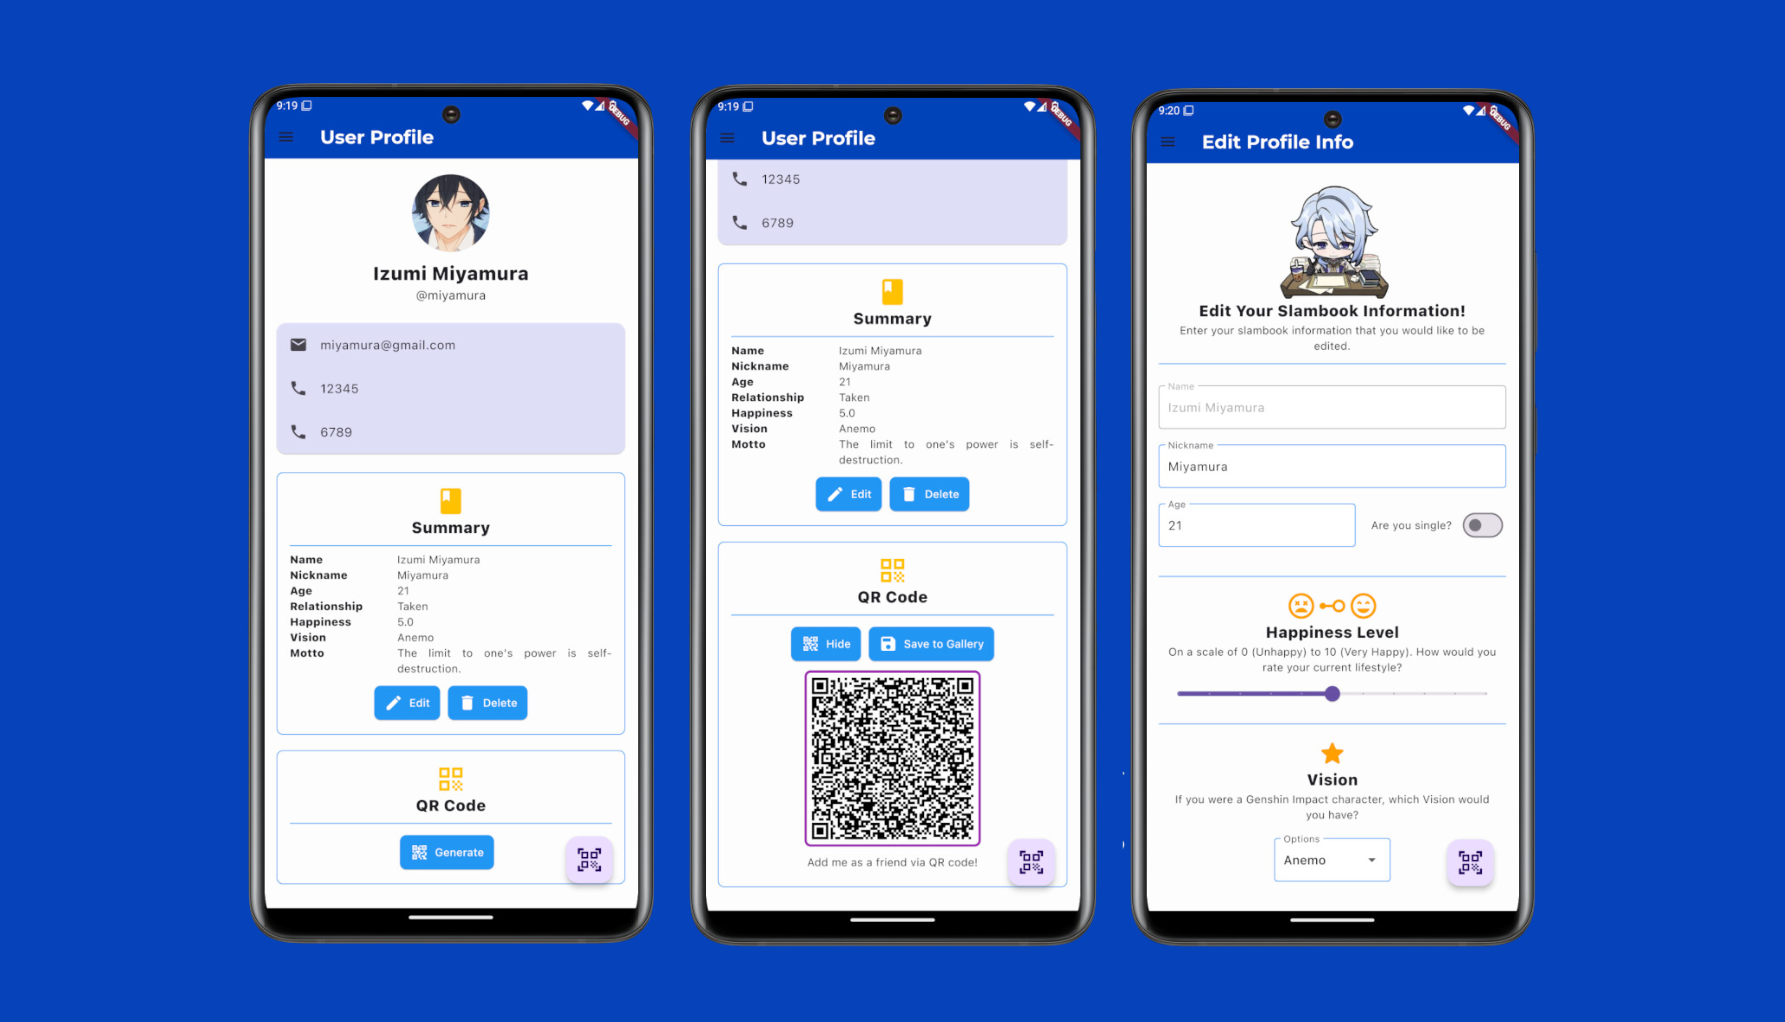 9:19
DEBUG
User Profile
Izumi Miyamura
@miyamura
miyamura@gmail.com
12345
6789
Summary
Name Izumi Miyamura
Nickname Miyamura
Age 21
Relationship Taken
Happiness 5.0
Vision Anemo
Motto The limit to one's power is self-
destruction.
Edit Delete
QR Code
Generate
9:19
DEBUG
User Profile
12345
6789
Summary
Name Izumi Miyamura
Nickname Miyamura
Age 21
Relationship Taken
Happiness 5.0
Vision Anemo
Motto The limit to one's power is self-
destruction.
Edit Delete
QR Code
Hide Save to Gallery
Add me as a friend via QR code!
9:20
DEBUG
Edit Profile Info
Edit Your Slambook Information!
Enter your slambook information that you would like to be
edited.
Name
Izumi Miyamura
Nickname
Miyamura
Age
21 Are you single?
Happiness Level
On a scale of 0 (Unhappy) to 10 (Very Happy). How would you
rate your current lifestyle?
Vision
If you were a Genshin Impact character, which Vision would
you have?
Options
Anemo